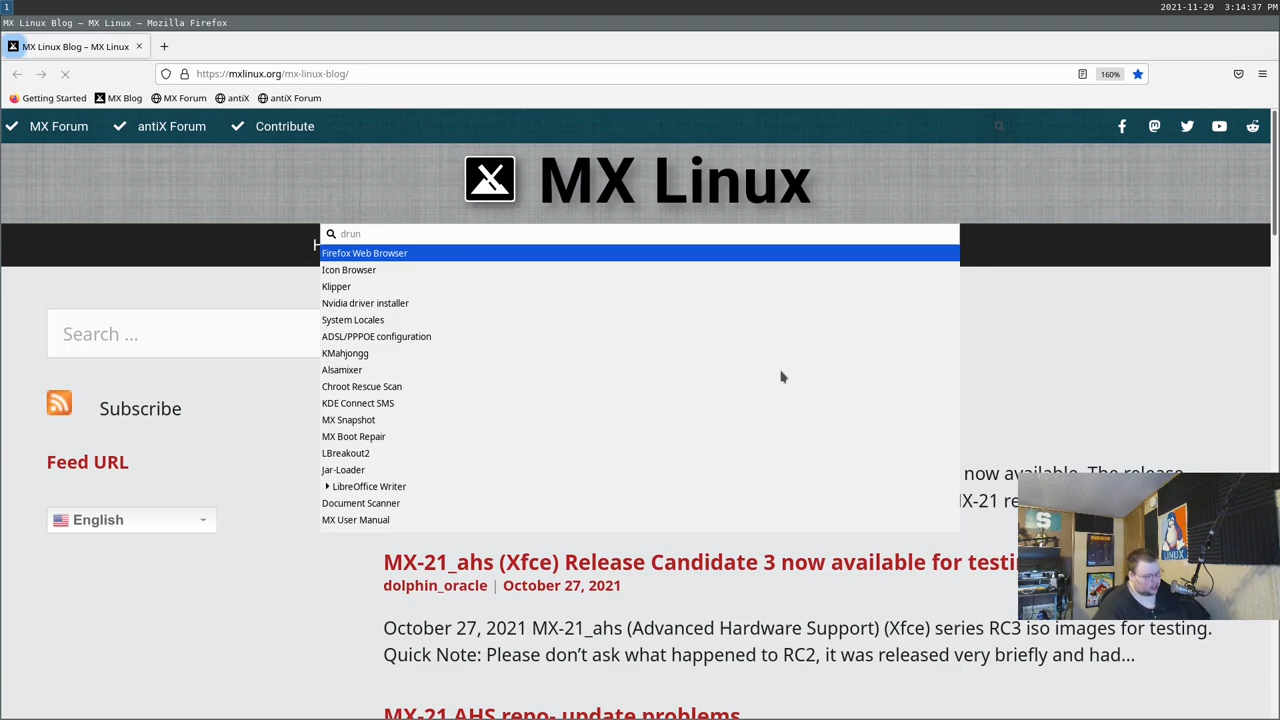 1
2021-11-29 3:14:37 PM
MX Linux Blog — MX Linux — Mozilla Firefox
MX Linux Blog – MX Linux
https://mxlinux.org/mx-linux-blog/
160%
Getting Started MX Blog MX Forum antiX antiX Forum
MX Forum antiX Forum Contribute
MX Linux
H
drun
Firefox Web Browser
Icon Browser
Klipper
Nvidia driver installer
System Locales
ADSL/PPPOE configuration
KMahjongg
Alsamixer
Chroot Rescue Scan
KDE Connect SMS
MX Snapshot
MX Boot Repair
LBreakout2
Jar-Loader
LibreOffice Writer
Document Scanner
MX User Manual
Search ...
Subscribe
Feed URL
English
now available. The release
MX-21 re
MX-21_ahs (Xfce) Release Candidate 3 now available for testi
dolphin_oracle | October 27, 2021
October 27, 2021 MX-21_ahs (Advanced Hardware Support) (Xfce) series RC3 iso images for testing.
Quick Note: Please don’t ask what happened to RC2, it was released very briefly and had…
MX-21 AHS repo- update problems
S
LINUX